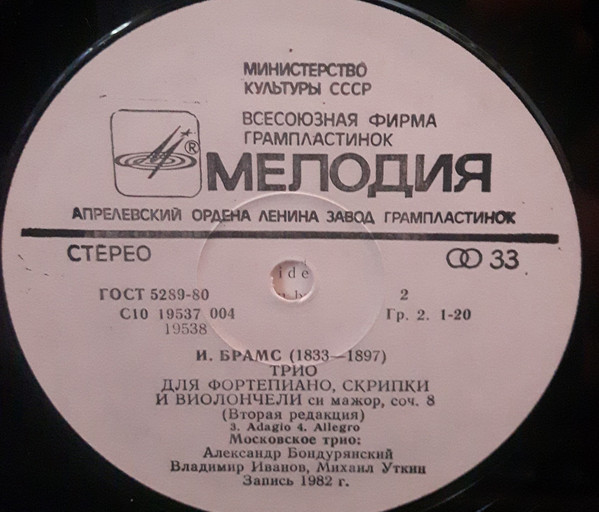 МИНИСТЕРСТВО
КУЛЬТУРЫ СССР
ВСЕСОЮЗНАЯ ФИРМА
ГРАМПЛАСТИНОК
®
МЕЛОДИЯ
АПРЕЛЕВСКИЙ ОРДЕНА ЛЕНИНА ЗАВОД ГРАМПЛАСТИНОК
СТЕРЕО 33
ide
ГОСТ 5289-80 2
С10 19537 004 Гр. 2. 1-20
19538
И. БРАМС (1833—1897)
ТРИО
ДЛЯ ФОРТЕПИАНО, СКРИПКИ
И ВИОЛОНЧЕЛИ си мажор, соч. 8
(Вторая редакция)
3. Adagio 4. Allegro
Московское трио:
Александр Бондурянский
Владимир Иванов, Михаил Уткин
Запись 1982 г.